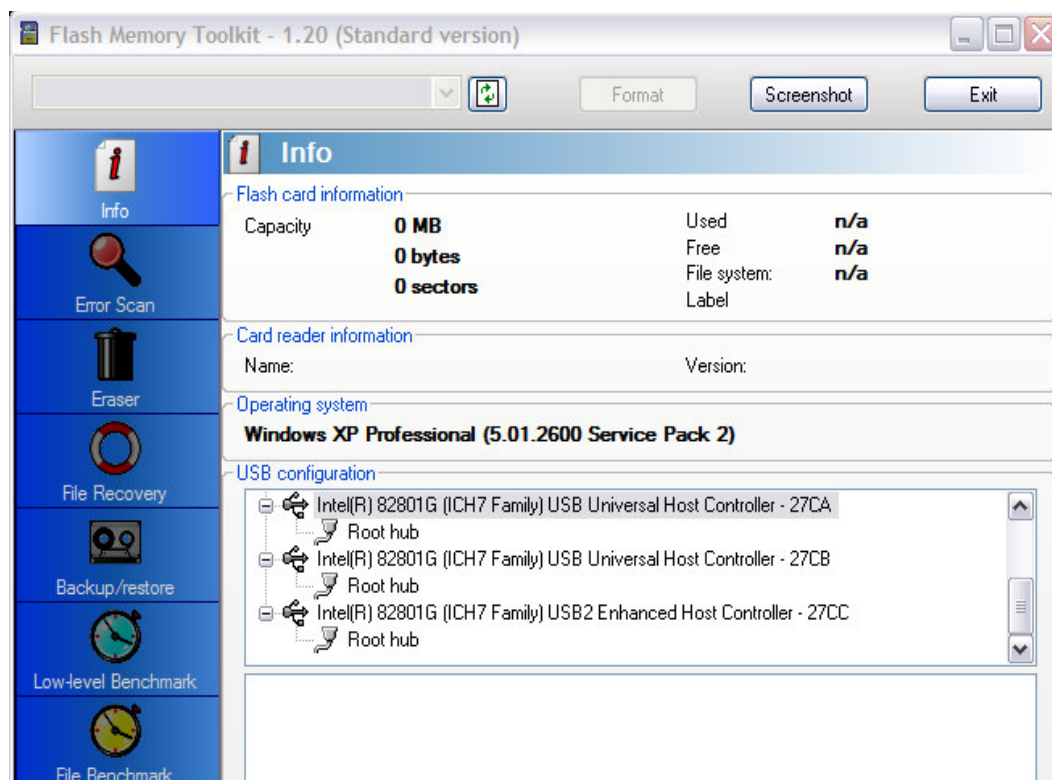 Flash Memory Toolkit - 1.20 (Standard version)
Format
Screenshot
Exit
Info
Error Scan
Eraser
File Recovery
Backup/restore
Low-level Benchmark
File Benchmark
Info
Flash card information
Capacity 0 MB
0 bytes
0 sectors
Used n/a
Free n/a
File system: n/a
Label
Card reader information
Name: Version:
Operating system
Windows XP Professional (5.01.2600 Service Pack 2)
USB configuration
Intel(R) 82801G (ICH7 Family) USB Universal Host Controller - 27CA
Root hub
Intel(R) 82801G (ICH7 Family) USB Universal Host Controller - 27CB
Root hub
Intel(R) 82801G (ICH7 Family) USB2 Enhanced Host Controller - 27CC
Root hub